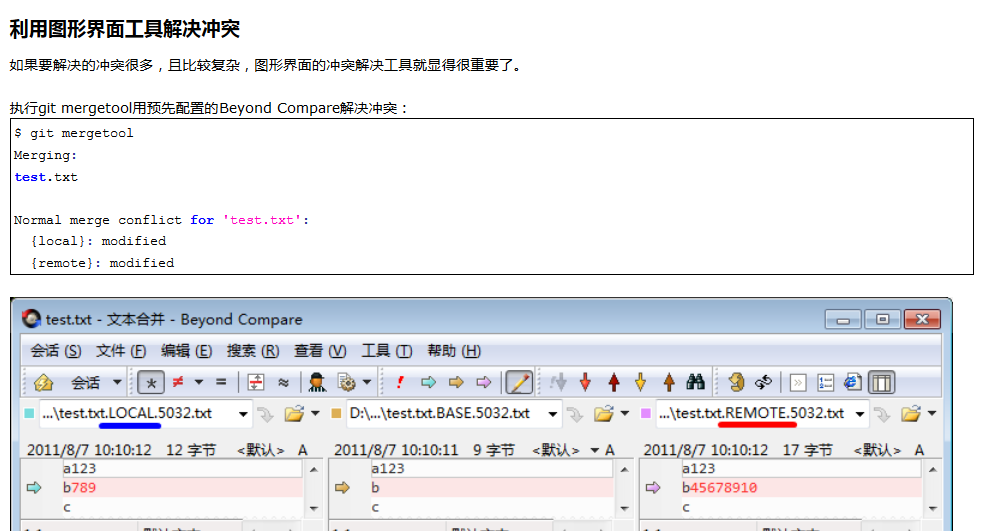 利用图形界面工具解决冲突
如果要解决的冲突很多，且比较复杂，图形界面的冲突解决工具就显得很重要了。
执行git mergetool用预先配置的Beyond Compare解决冲突：
$ git mergetool
Merging:
test.txt
Normal merge conflict for 'test.txt':
{local}: modified
{remote}: modified
test.txt - 文本合并 - Beyond Compare
会话 (S) 文件 (F) 编辑 (E) 搜索 (R) 查看 (V) 工具 (T) 帮助 (H)
会话
...\test.txt.LOCAL.5032.txt D:\...\test.txt.BASE.5032.txt ...\test.txt.REMOTE.5032.txt
2011/8/7 10:10:12 12 字节 <默认> A 2011/8/7 10:10:11 9 字节 <默认> A 2011/8/7 10:10:12 17 字节 <默认> A
a123 a123 a123
b789 b b45678910
c c c